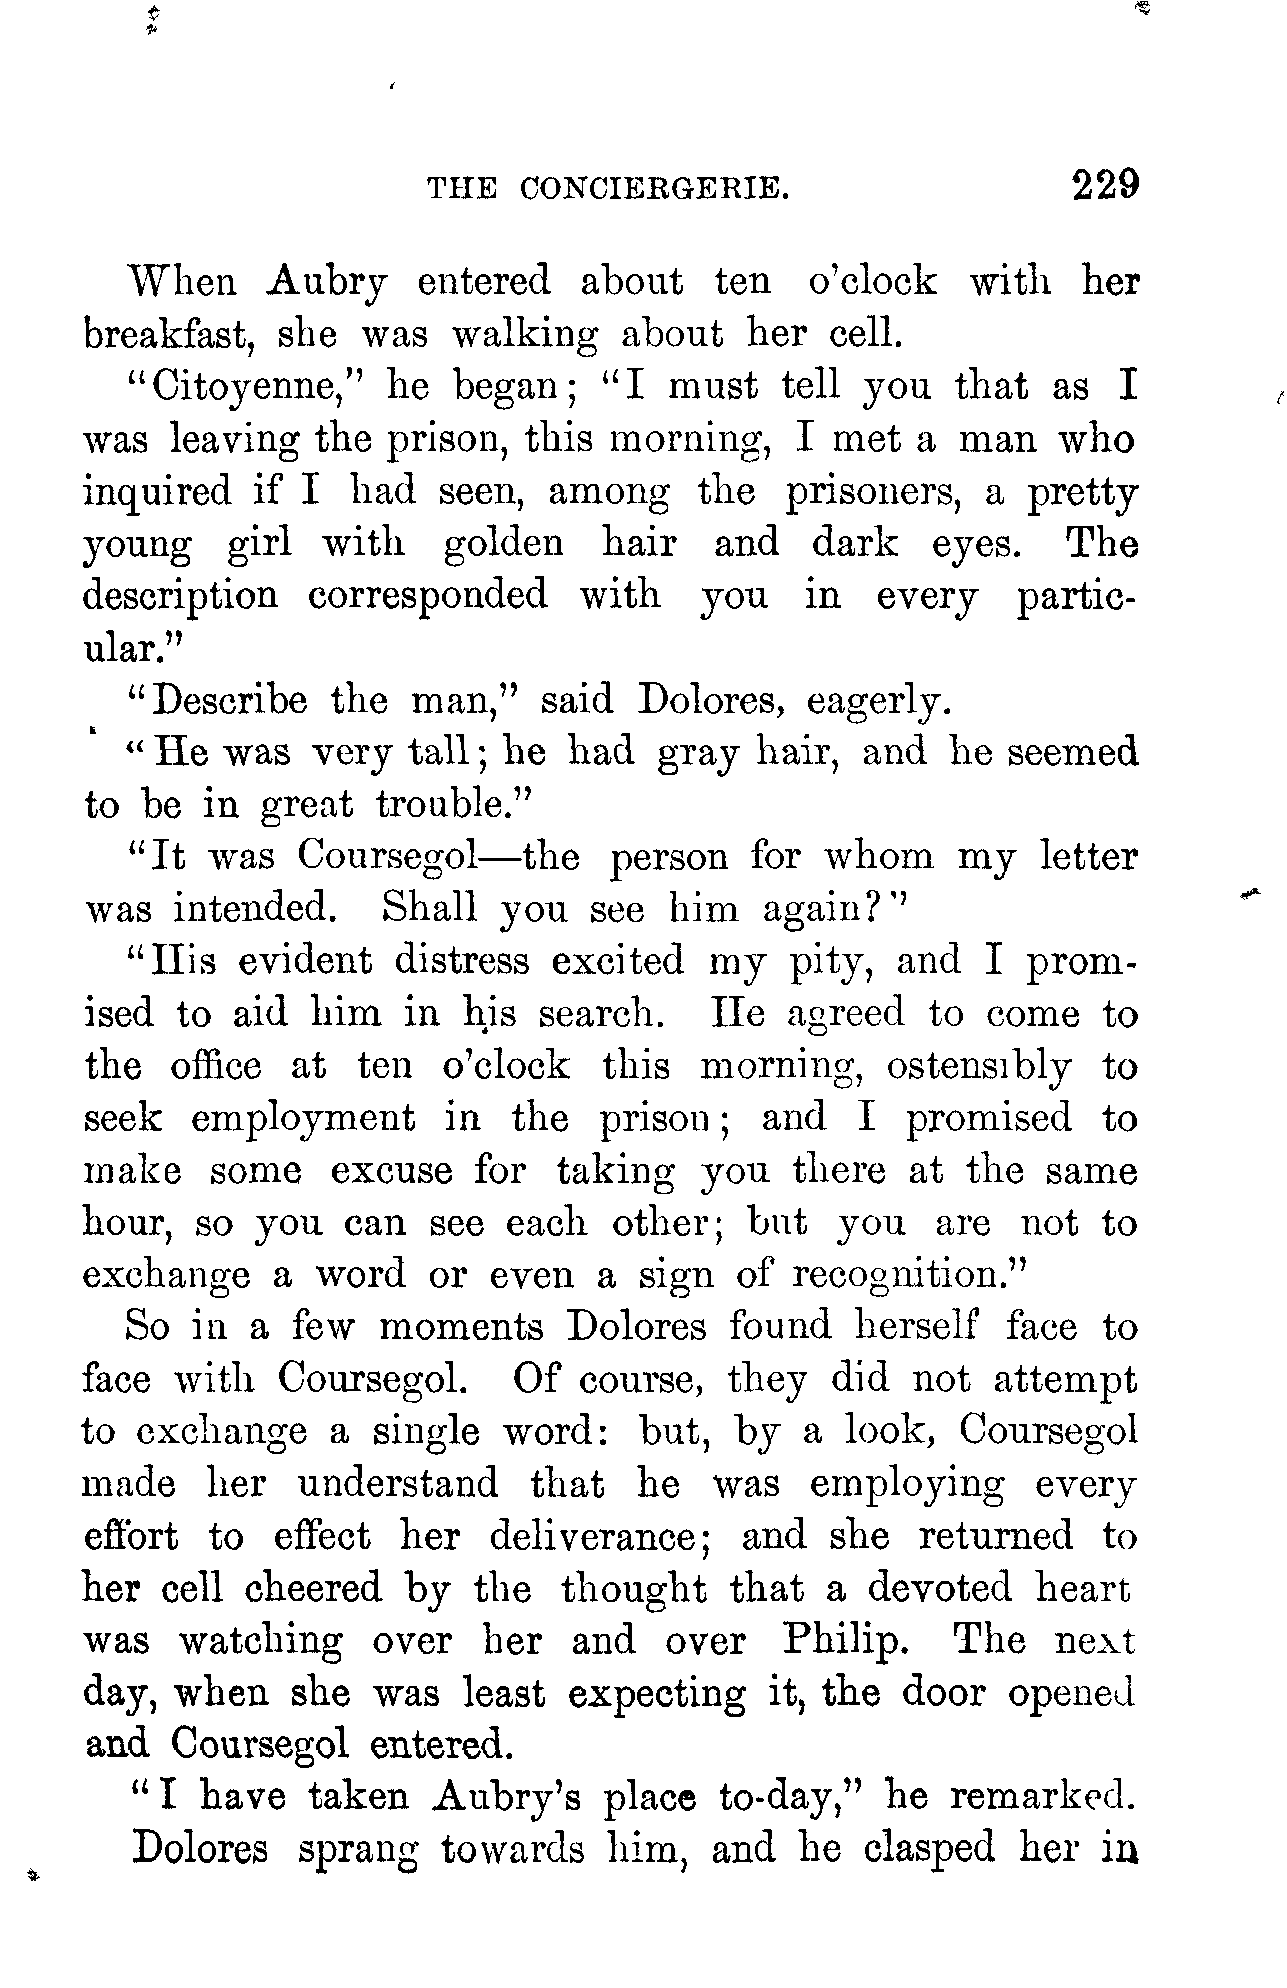 THE CONCIERGERIE. 229
When Aubry entered about ten o'clock with her
breakfast, she was walking about her cell.
"Citoyenne," he began; "I must tell you that as I
was leaving the prison, this morning, I met a man who
inquired if I had seen, among the prisoners, a pretty
young girl with golden hair and dark eyes. The
description corresponded with you in every partic-
ular."
"Describe the man," said Dolores, eagerly.
"He was very tall; he had gray hair, and he seemed
to be in great trouble."
"It was Coursegol—the person for whom my letter
was intended. Shall you see him again?"
"His evident distress excited my pity, and I prom-
ised to aid him in his search. He agreed to come to
the office at ten o'clock this morning, ostensibly to
seek employment in the prison; and I promised to
make some excuse for taking you there at the same
hour, so you can see each other; but you are not to
exchange a word or even a sign of recognition."
So in a few moments Dolores found herself face to
face with Coursegol. Of course, they did not attempt
to exchange a single word: but, by a look, Coursegol
made her understand that he was employing every
effort to effect her deliverance; and she returned to
her cell cheered by the thought that a devoted heart
was watching over her and over Philip. The next
day, when she was least expecting it, the door opened
and Coursegol entered.
"I have taken Aubry's place to-day," he remarked.
Dolores sprang towards him, and he clasped her in